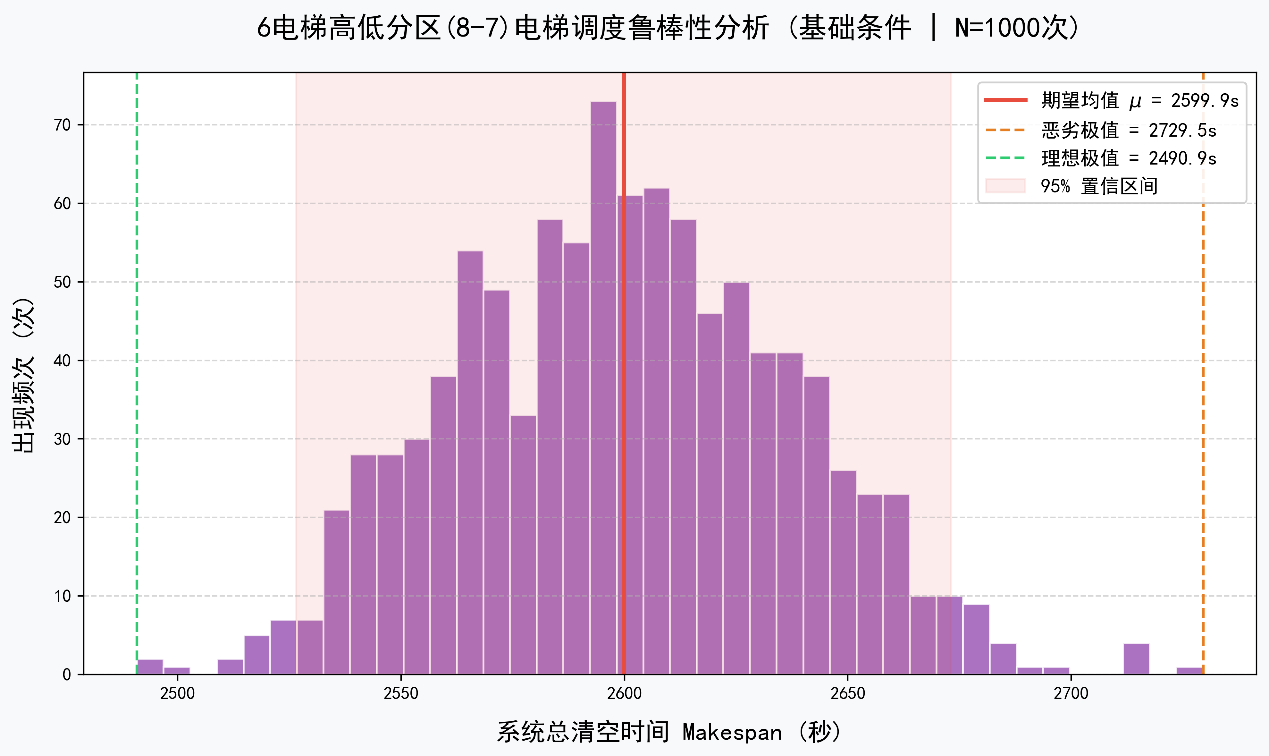 6电梯高低分区(8-7)电梯调度鲁棒性分析 (基础条件 | N=1000次)
期望均值 μ = 2599.9s
恶劣极值 = 2729.5s
理想极值 = 2490.9s
95% 置信区间
出现频次 (次)
70
60
50
40
30
20
10
0
2500 2550 2600 2650 2700
系统总清空时间 Makespan (秒)